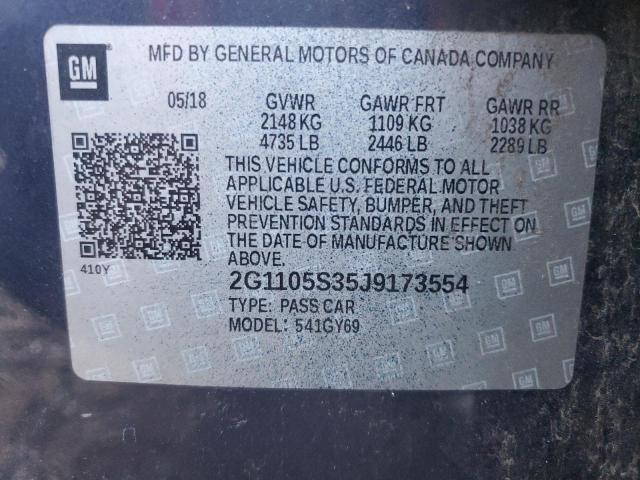 GM
MFD BY GENERAL MOTORS OF CANADA COMPANY
05/18 GVWR GAWR FRT GAWR RR
2148 KG 1109 KG 1038 KG
4735 LB 2446 LB 2289 LB
THIS VEHICLE CONFORMS TO ALL
APPLICABLE U.S. FEDERAL MOTOR
VEHICLE SAFETY, BUMPER, AND THEFT
PREVENTION STANDARDS IN EFFECT ON
THE DATE OF MANUFACTURE SHOWN
ABOVE.
410Y
2G1105S35J9173554
TYPE: PASS CAR
MODEL: 541GY69